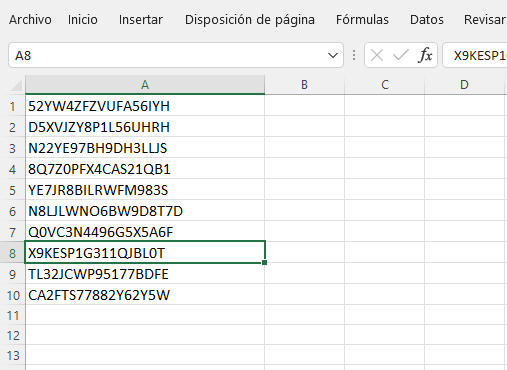 Archivo Inicio Insertar Disposición de página Fórmulas Datos Revisar
A8 fx X9KESP1
A B C D
1 52YW4ZFZVUFA56IYH
2 D5XVJZY8P1L56UHRH
3 N22YE97BH9DH3LLJS
4 8Q7Z0PFX4CAS21QB1
5 YE7JR8BILRWFM983S
6 N8LJLWNO6BW9D8T7D
7 Q0VC3N4496G5X5A6F
8 X9KESP1G311QJBL0T
9 TL32JCWP95177BDFE
10 CA2FTS77882Y62Y5W
11
12
13